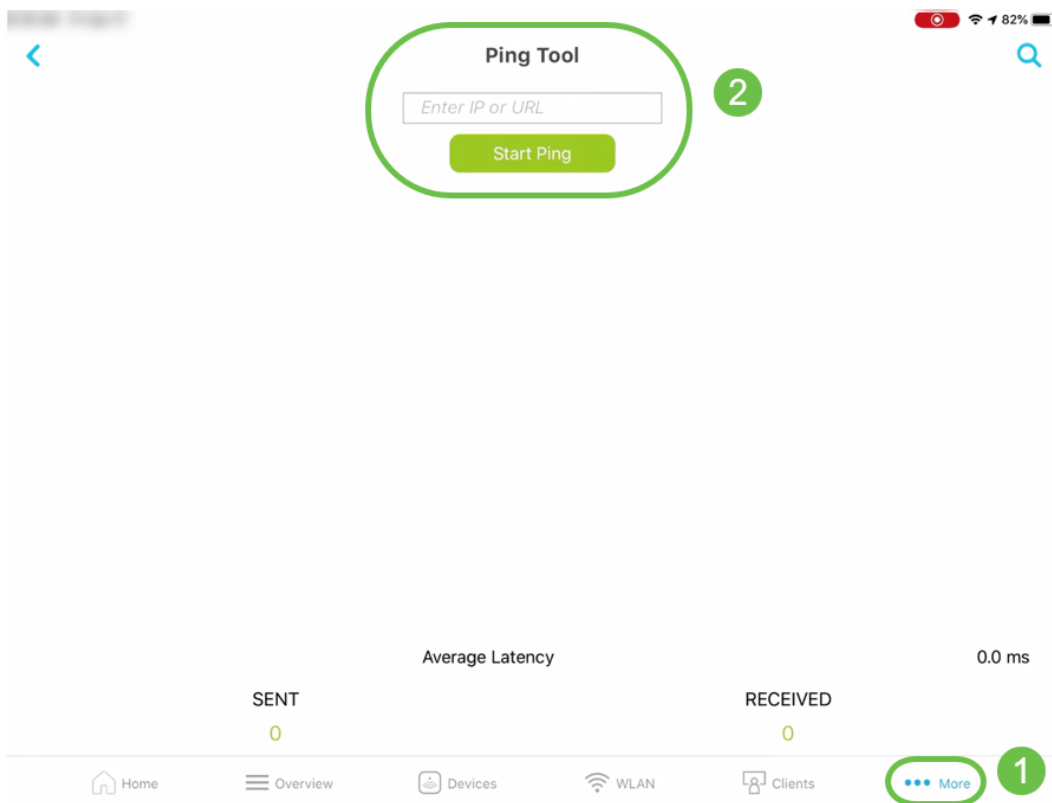 82%
Ping Tool
2
Enter IP or URL
Start Ping
Average Latency 0.0 ms
SENT RECEIVED
0 0
Home Overview Devices WLAN Clients More 1